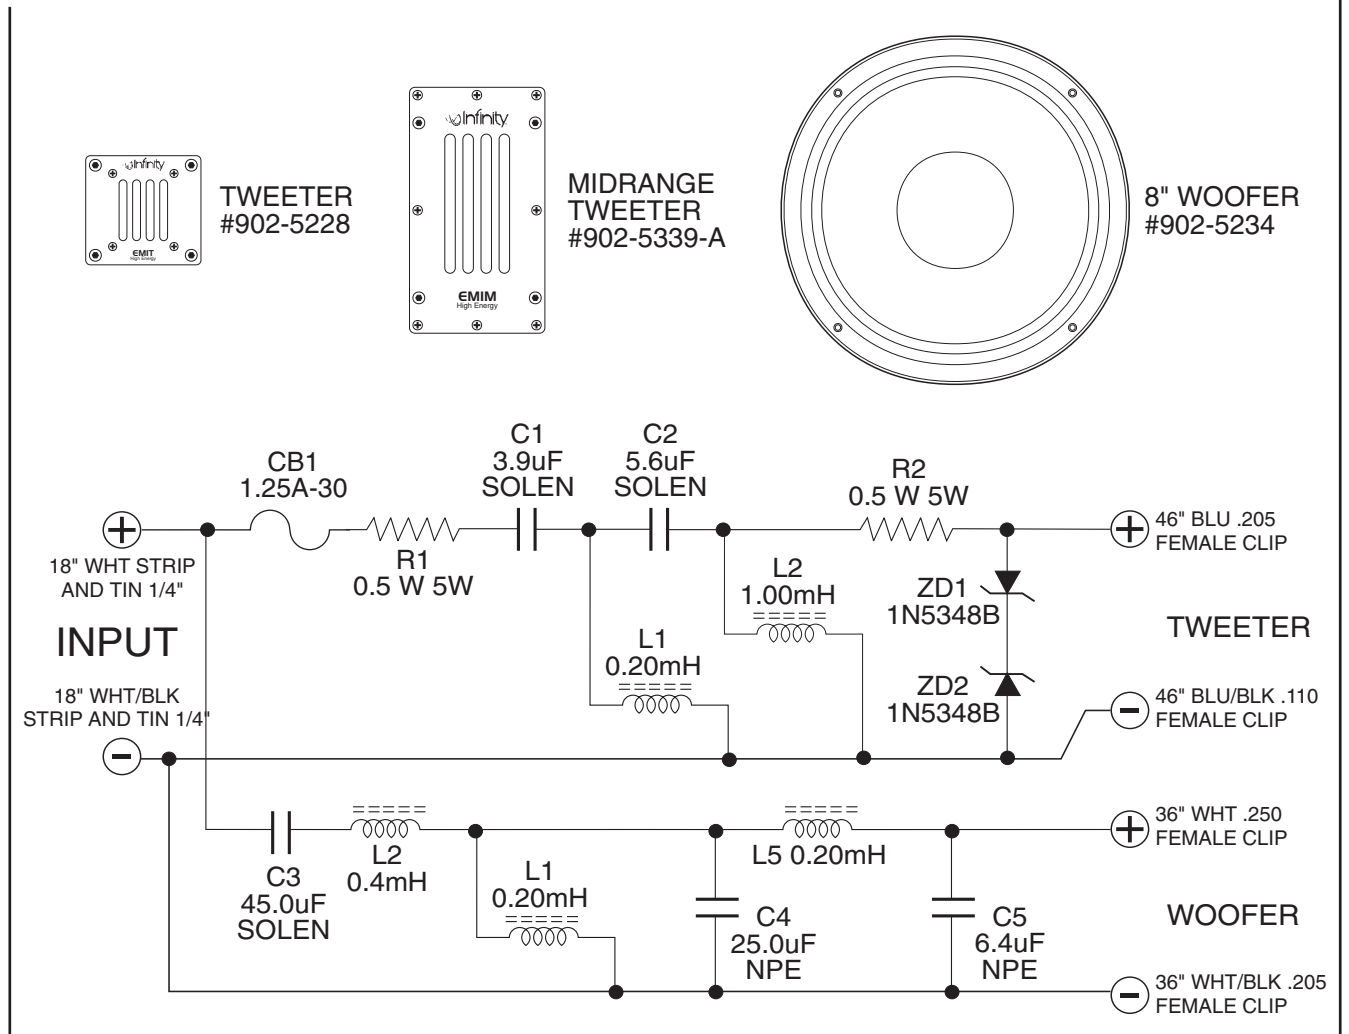 Infinity
EMIT
High Energy
TWEETER
#902-5228
Infinity
EMIM
High Energy
MIDRANGE
TWEETER
#902-5339-A
8" WOOFER
#902-5234
CB1
1.25A-30
R1
0.5 W 5W
C1
3.9uF
SOLEN
C2
5.6uF
SOLEN
R2
0.5 W 5W
+
18" WHT STRIP
AND TIN 1/4"
INPUT
18" WHT/BLK
STRIP AND TIN 1/4"
-
L1
0.20mH
L2
1.00mH
ZD1
1N5348B
ZD2
1N5348B
+
46" BLU .205
FEMALE CLIP
TWEETER
-
46" BLU/BLK .110
FEMALE CLIP
C3
45.0uF
SOLEN
L2
0.4mH
L1
0.20mH
C4
25.0uF
NPE
L5 0.20mH
C5
6.4uF
NPE
+
36" WHT .250
FEMALE CLIP
WOOFER
-
36" WHT/BLK .205
FEMALE CLIP